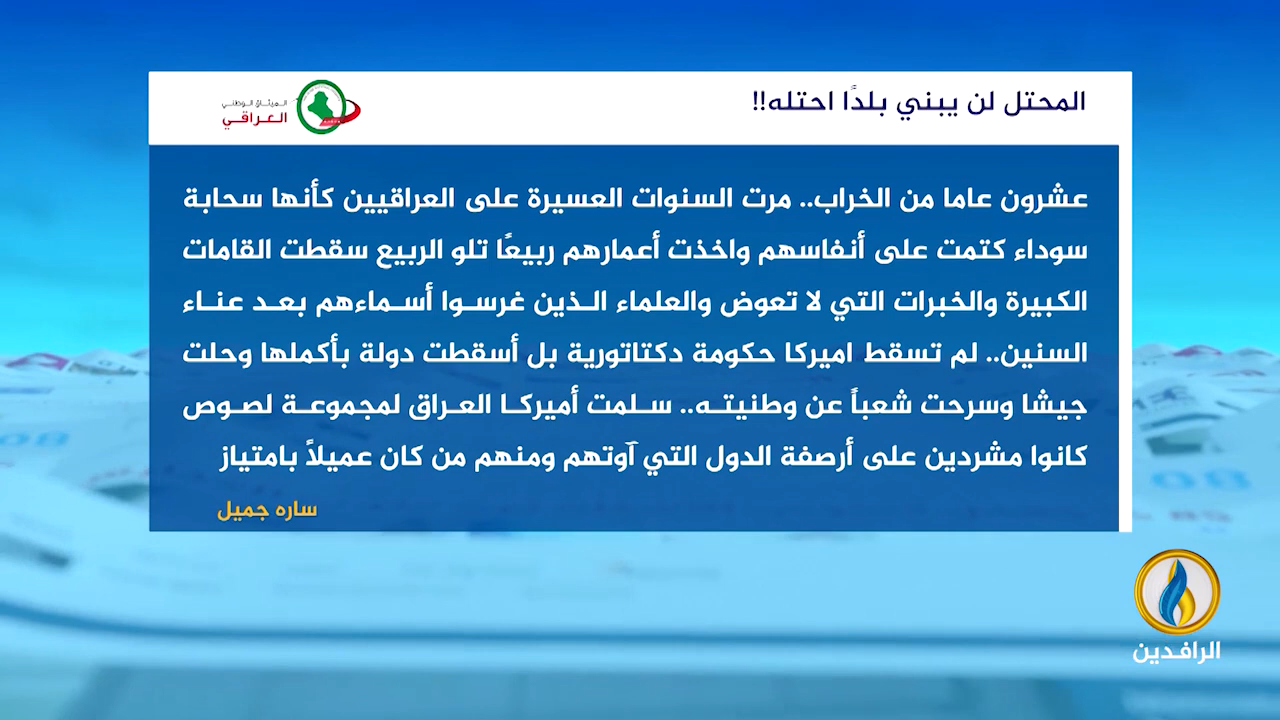 المحتل لن يبني بلدًا احتله!!
الميثاق الوطني
العراقي
عشرون عاما من الخراب.. مرت السنوات العسيرة على العراقيين كأنها سحابة
سوداء كتمت على أنفاسهم واخذت أعمارهم ربيعًا تلو الربيع سقطت القامات
الكبيرة والخبرات التي لا تعوض والعلماء الـذين غرسـوا أسـماءهم بعـد عنـاء
السنين.. لم تسقط اميركا حكومة دكتاتورية بل أسقطت دولة بأكملها وحلت
جيشا وسرحت شعباً عن وطنيتـه.. سـلمت أميركـا العـراق لمجموعـة لصـوص
كانوا مشردين على أرصفة الدول التي آوتهم ومنهم من كان عميلاً بامتياز
ساره جميل
الرافدين